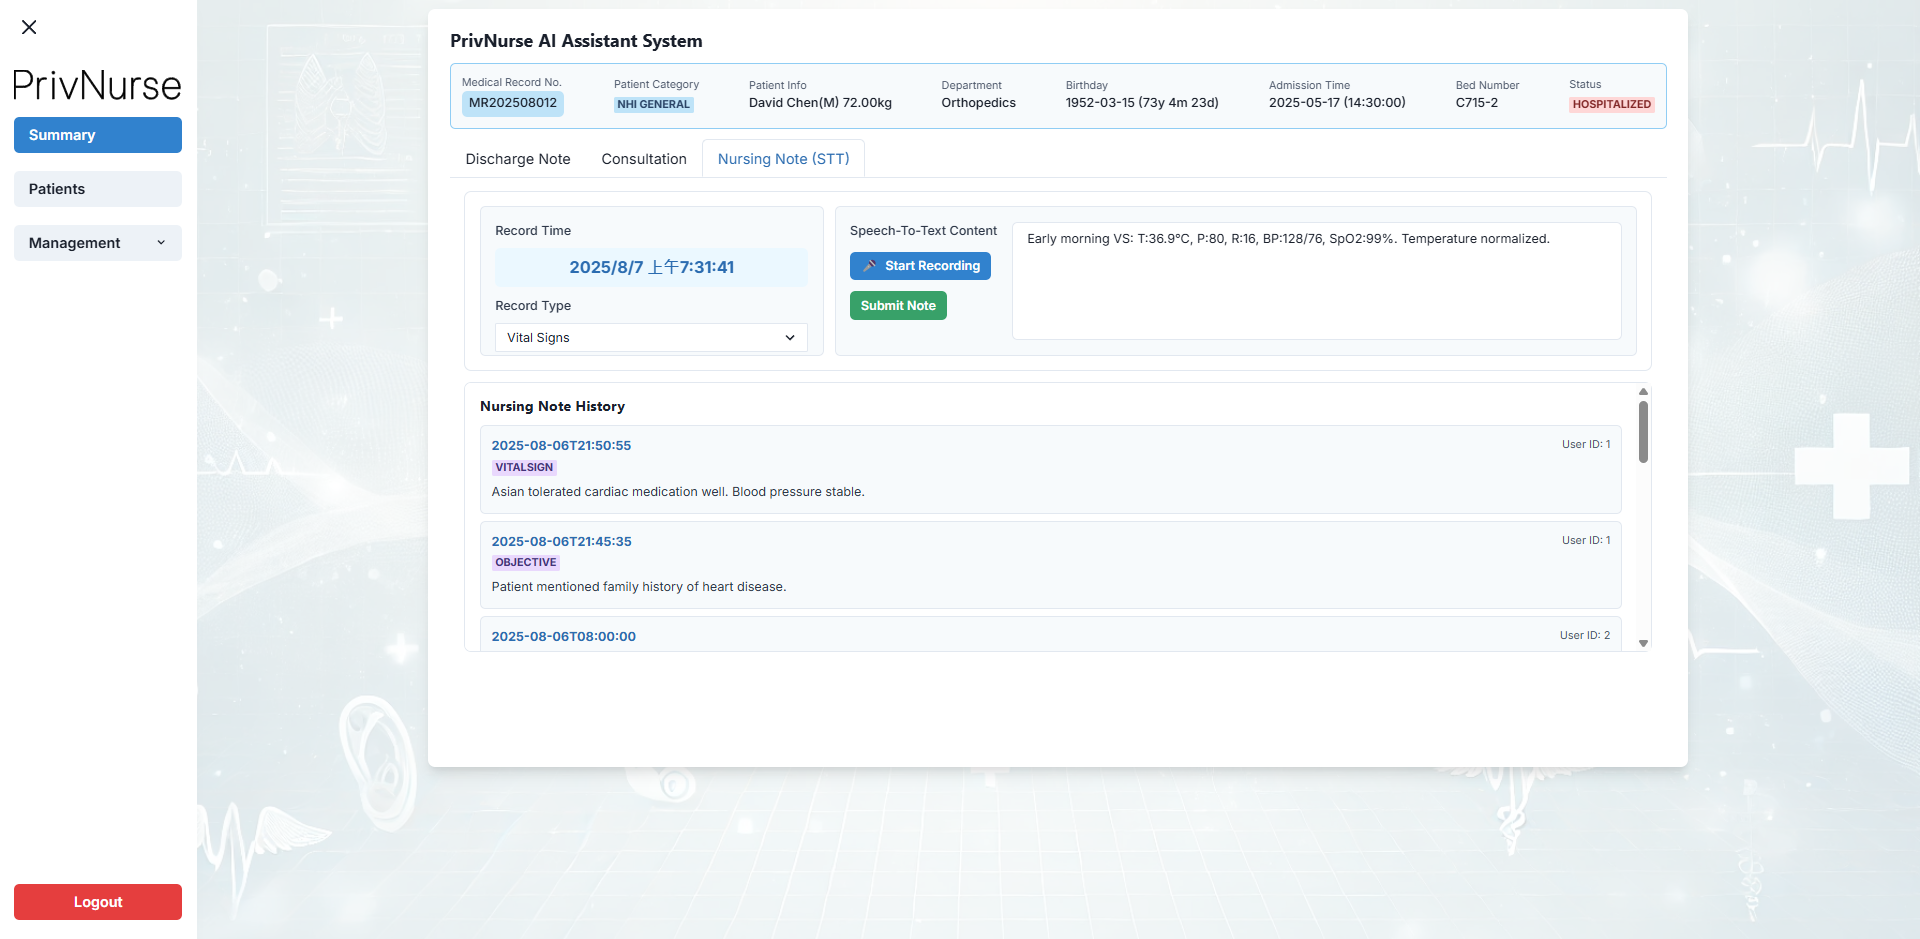 PrivNurse
Summary
Patients
Management
Logout
PrivNurse AI Assistant System
Medical Record No.
MR202508012
Patient Category
NHI GENERAL
Patient Info
David Chen(M) 72.00kg
Department
Orthopedics
Birthday
1952-03-15 (73y 4m 23d)
Admission Time
2025-05-17 (14:30:00)
Bed Number
C715-2
Status
HOSPITALIZED
Discharge Note
Consultation
Nursing Note (STT)
Record Time
2025/8/7 上午7:31:41
Record Type
Vital Signs
Speech-To-Text Content
Start Recording
Submit Note
Early morning VS: T:36.9°C, P:80, R:16, BP:128/76, SpO2:99%. Temperature normalized.
Nursing Note History
2025-08-06T21:50:55
User ID: 1
VITALSIGN
Asian tolerated cardiac medication well. Blood pressure stable.
2025-08-06T21:45:35
User ID: 1
OBJECTIVE
Patient mentioned family history of heart disease.
2025-08-06T08:00:00
User ID: 2